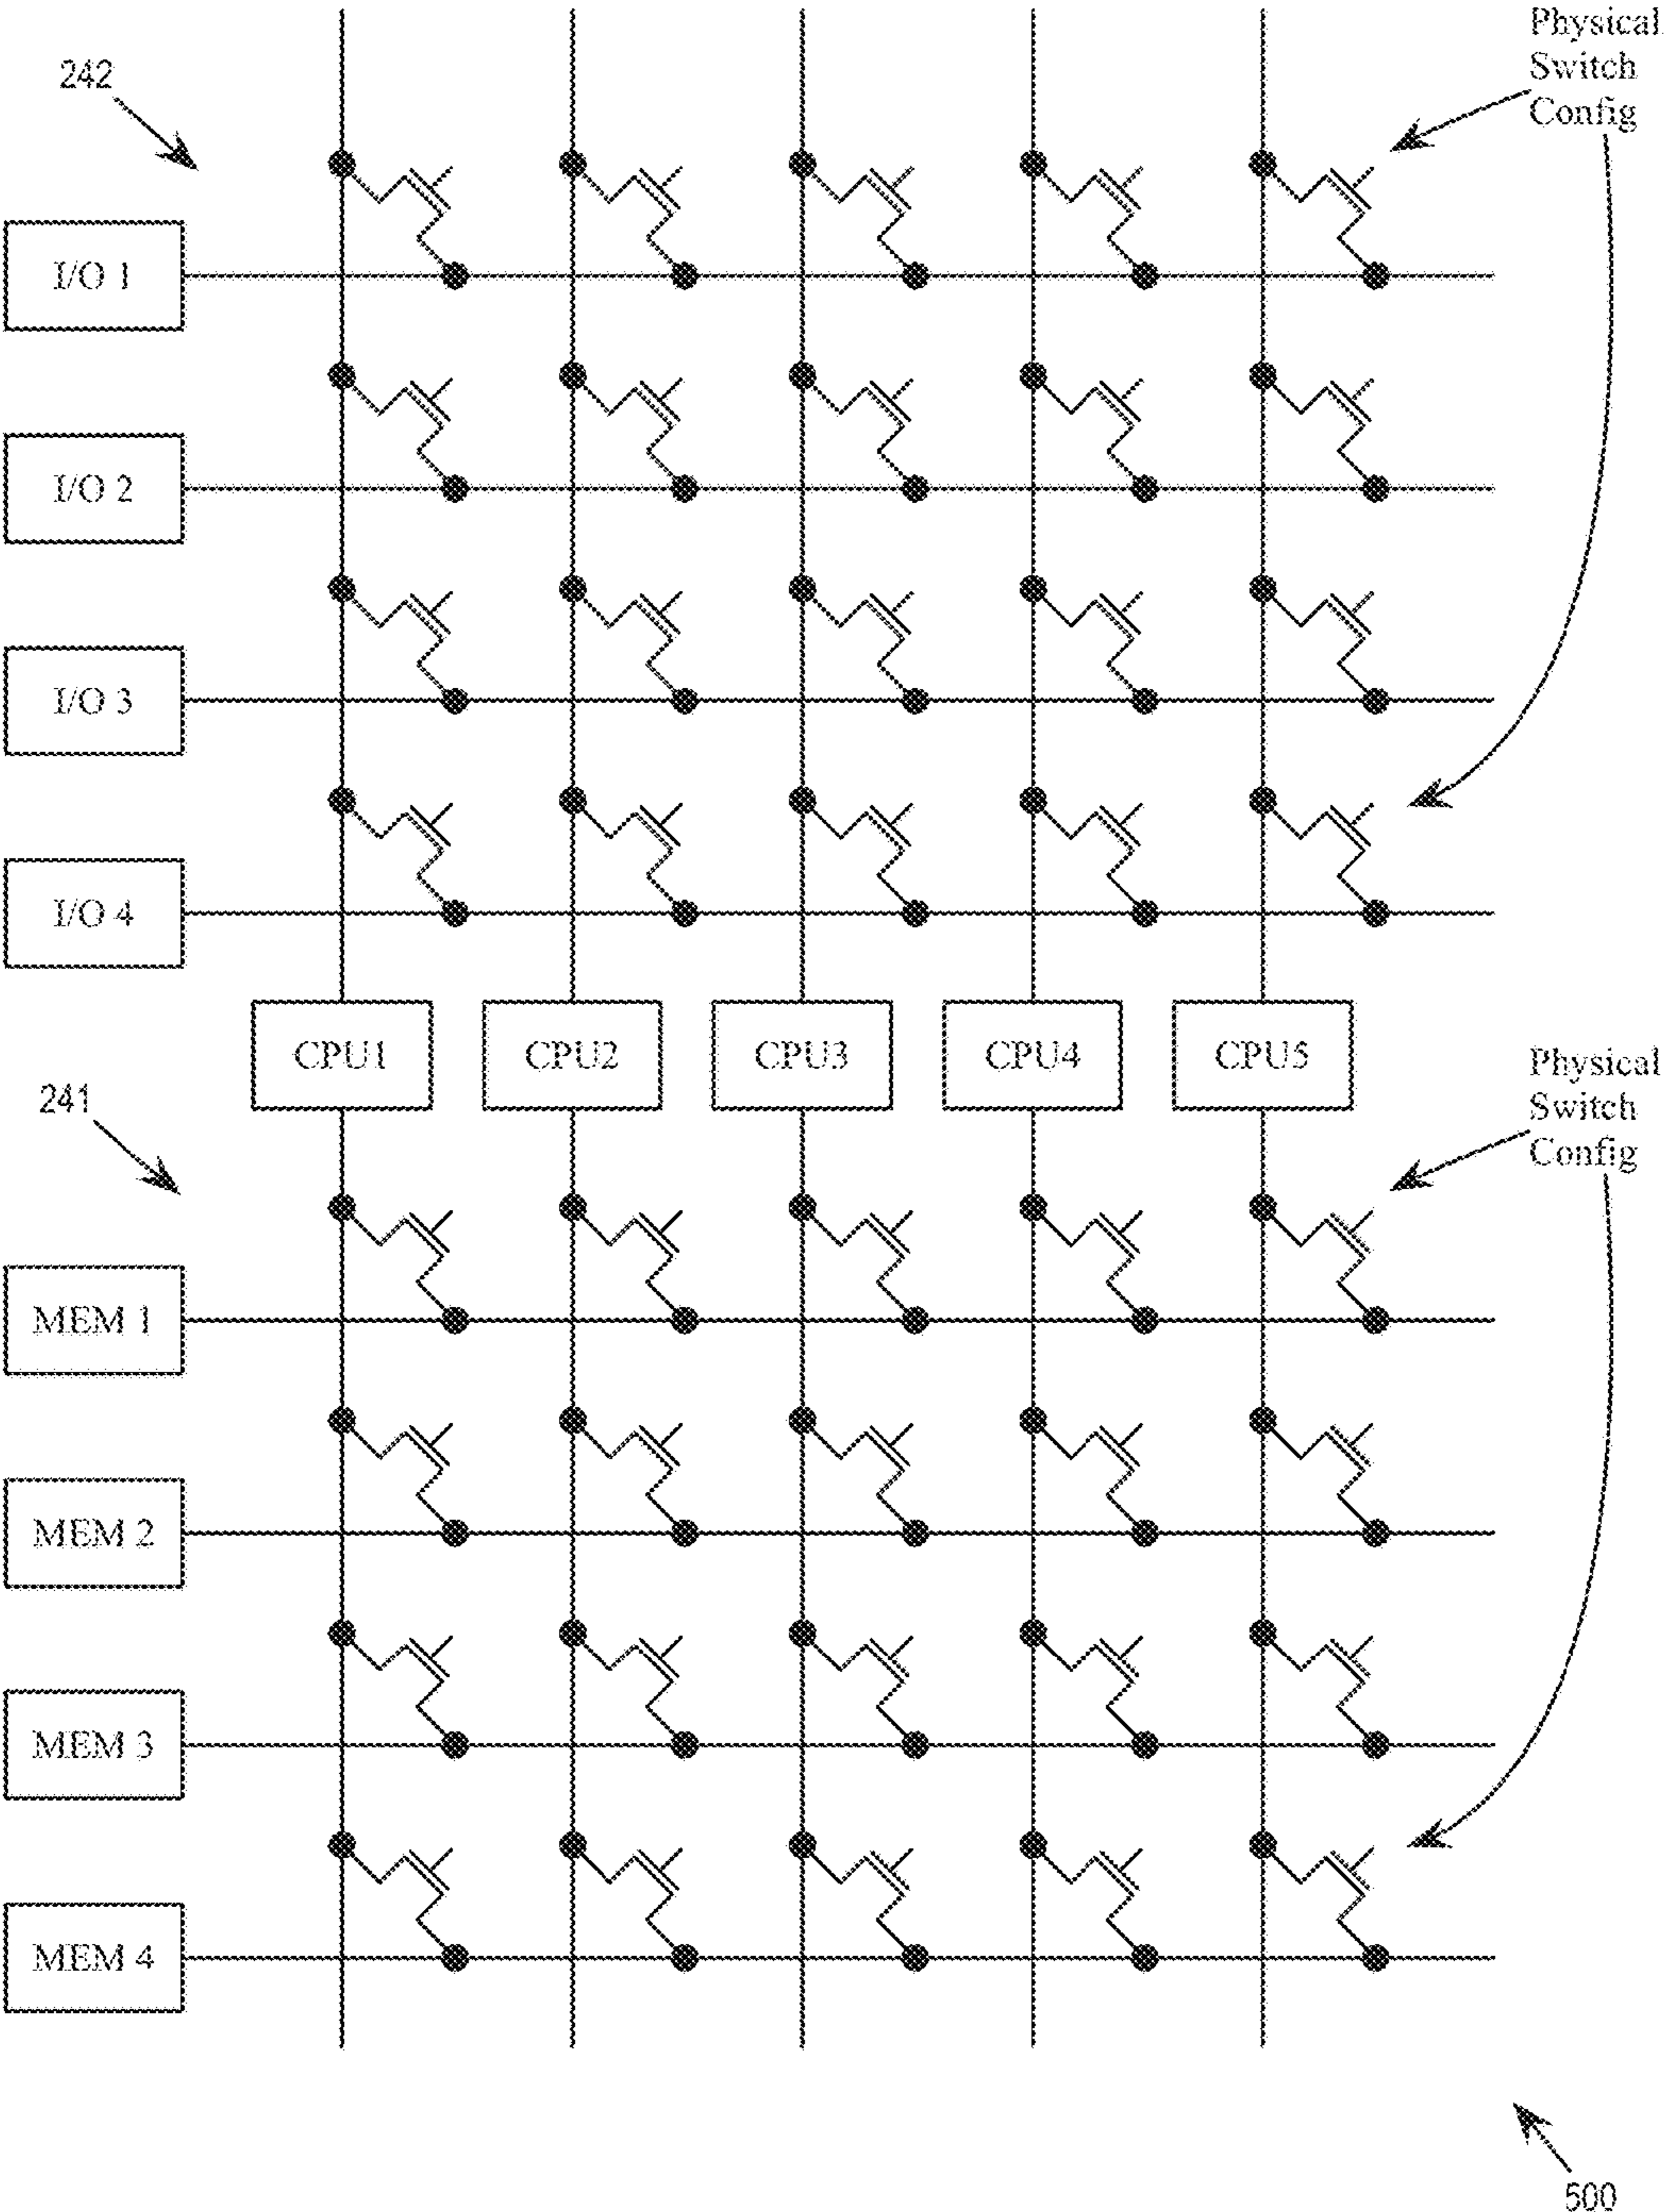 Physical
Switch
Config
242
I/O 1
I/O 2
I/O 3
I/O 4
CPU1 CPU2 CPU3 CPU4 CPU5
Physical
Switch
Config
241
MEM 1
MEM 2
MEM 3
MEM 4
500